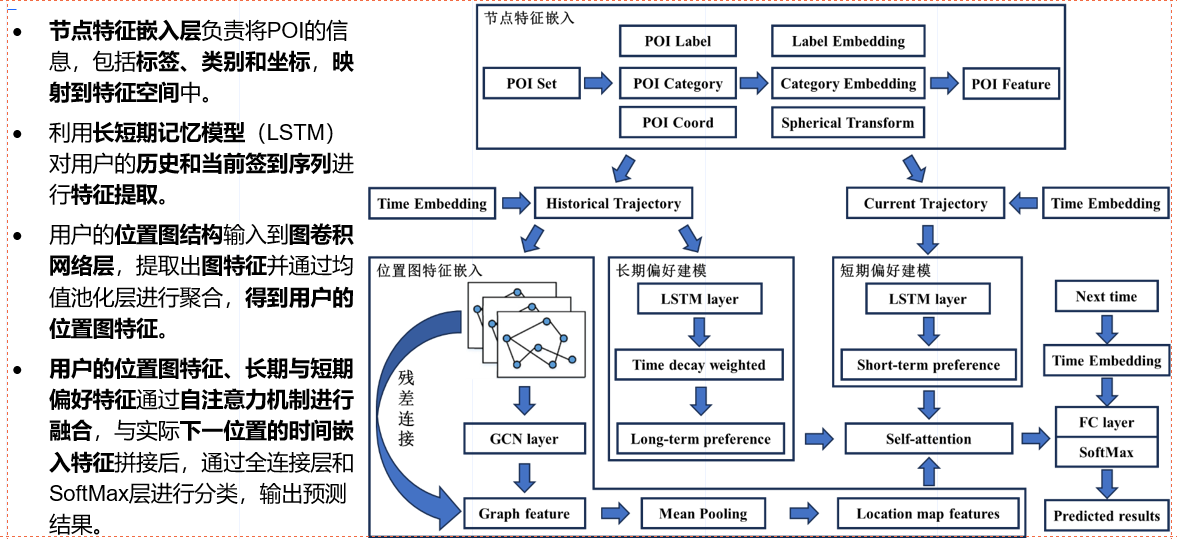 • 节点特征嵌入层负责将POI的信
息，包括标签、类别和坐标，映
射到特征空间中。
• 利用长短期记忆模型（LSTM）
对用户的历史和当前签到序列进
行特征提取。
• 用户的位置图结构输入到图卷积
网络层，提取出图特征并通过均
值池化层进行聚合，得到用户的
位置图特征。
• 用户的位置图特征、长期与短期
偏好特征通过自注意力机制进行
融合，与实际下一位置的时间嵌
入特征拼接后，通过全连接层和
SoftMax层进行分类，输出预测
结果。
节点特征嵌入
POI Set
POI Label
POI Category
POI Coord
Label Embedding
Category Embedding
Spherical Transform
POI Feature
Time Embedding
Historical Trajectory
Current Trajectory
Time Embedding
位置图特征嵌入
残差连接
GCN layer
Graph feature
Mean Pooling
Location map features
长期偏好建模
LSTM layer
Time decay weighted
Long-term preference
短期偏好建模
LSTM layer
Short-term preference
Self-attention
Next time
Time Embedding
FC layer
SoftMax
Predicted results